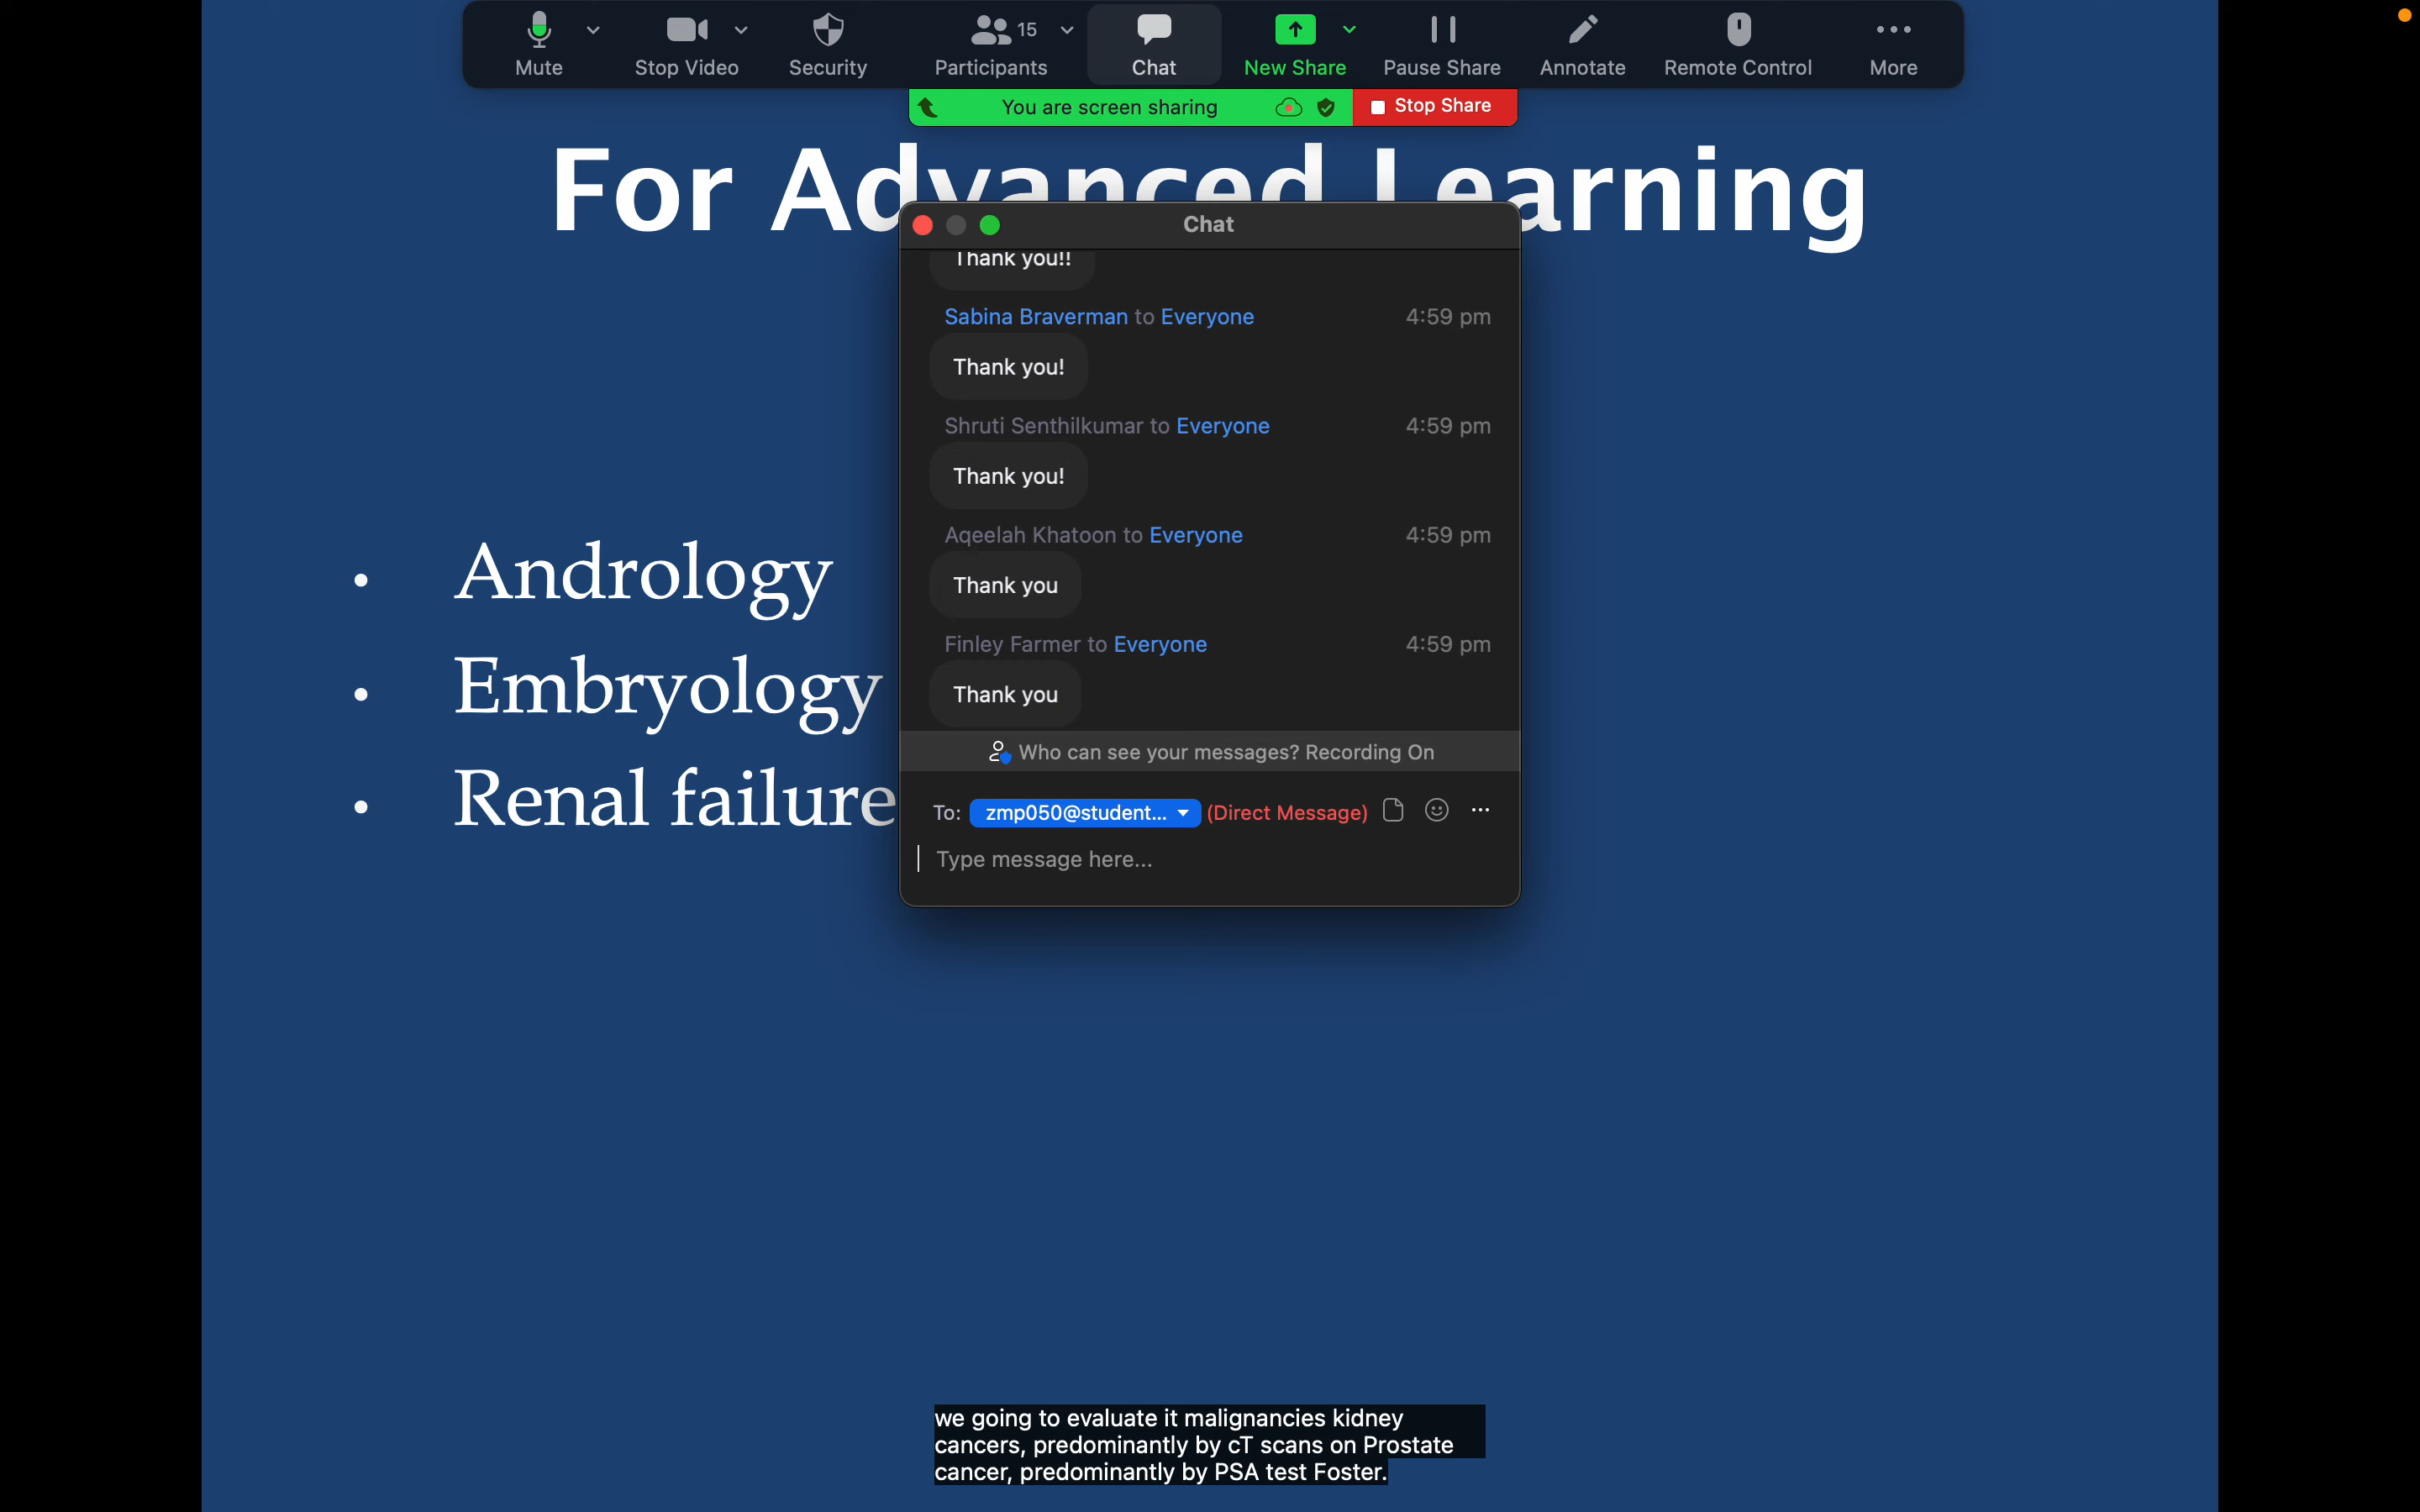 Mute
Stop Video
Security
15
Participants
Chat
New Share
Pause Share
Annotate
Remote Control
More
You are screen sharing
Stop Share
For Advanced Learning
Chat
Thank you!!
Sabina Braverman to Everyone 4:59 pm
Thank you!
Shruti Senthilkumar to Everyone 4:59 pm
Thank you!
Aqeelah Khatoon to Everyone 4:59 pm
Thank you
Finley Farmer to Everyone 4:59 pm
Thank you
Who can see your messages? Recording On
To: zmp050@student... (Direct Message)
Type message here...
• Andrology
• Embryology
• Renal failure
we going to evaluate it malignancies kidney
cancers, predominantly by cT scans on Prostate
cancer, predominantly by PSA test Foster.